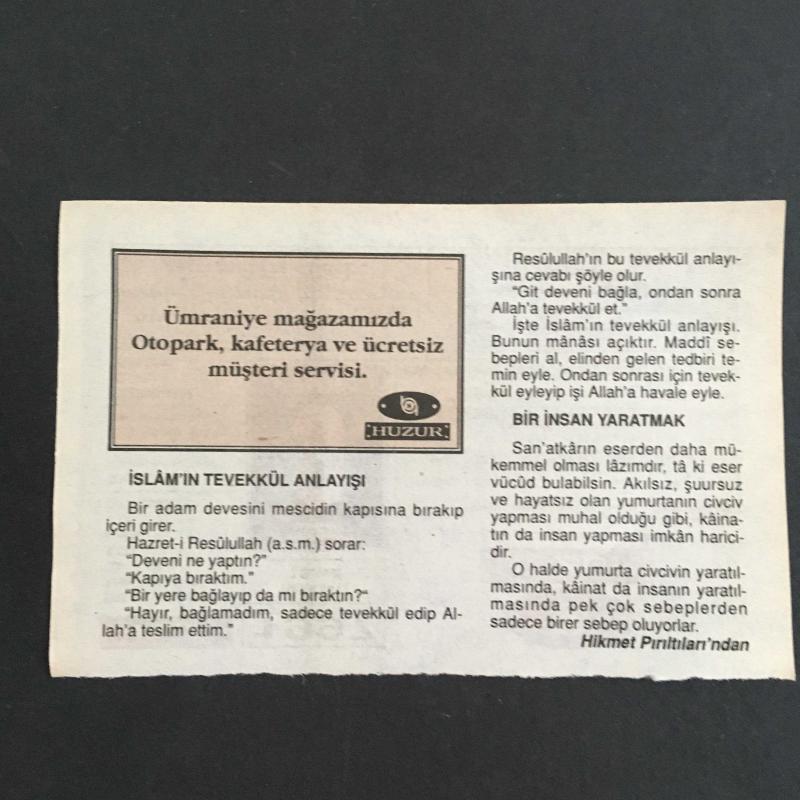 Ümraniye mağazamızda
Otopark, kafeterya ve ücretsiz
müşteri servisi.
HUZUR
İSLÂM'IN TEVEKKÜL ANLAYIŞI
Bir adam devesini mescidin kapısına bırakıp
içeri girer.
Hazret-i Resûlullah (a.s.m.) sorar:
"Deveni ne yaptın?"
"Kapıya bıraktım."
"Bir yere bağlayıp da mı bıraktın?"
"Hayır, bağlamadım, sadece tevekkül edip Al-
lah'a teslim ettim."
Resûlullah'ın bu tevekkül anlayı-
şına cevabı şöyle olur.
"Git deveni bağla, ondan sonra
Allah'a tevekkül et."
İşte İslâm'ın tevekkül anlayışı.
Bunun mânâsı açıktır. Maddî se-
bepleri al, elinden gelen tedbiri te-
min eyle. Ondan sonrası için tevek-
kül eyleyip işi Allah'a havale eyle.
BİR İNSAN YARATMAK
San'atkârın eserden daha mü-
kemmel olması lâzımdır, tâ ki eser
vücûd bulabilsin. Akılsız, şuursuz
ve hayatsız olan yumurtanın civciv
yapması muhal olduğu gibi, kâina-
tın da insan yapması imkân harici-
dir.
O halde yumurta civcivin yaratıl-
masında, kâinat da insanın yaratıl-
masında pek çok sebeplerden
sadece birer sebep oluyorlar.
Hikmet Pırıltıları'ndan